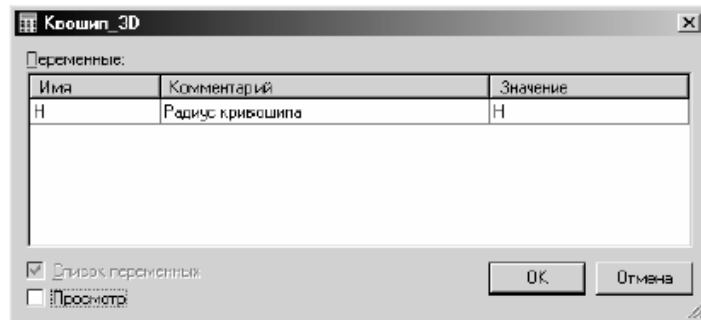 Кошип_3D
Переменные:
Имя Комментарий Значение
H Радиус кривошипа H
Список переменных
Просмотр
OK Отмена